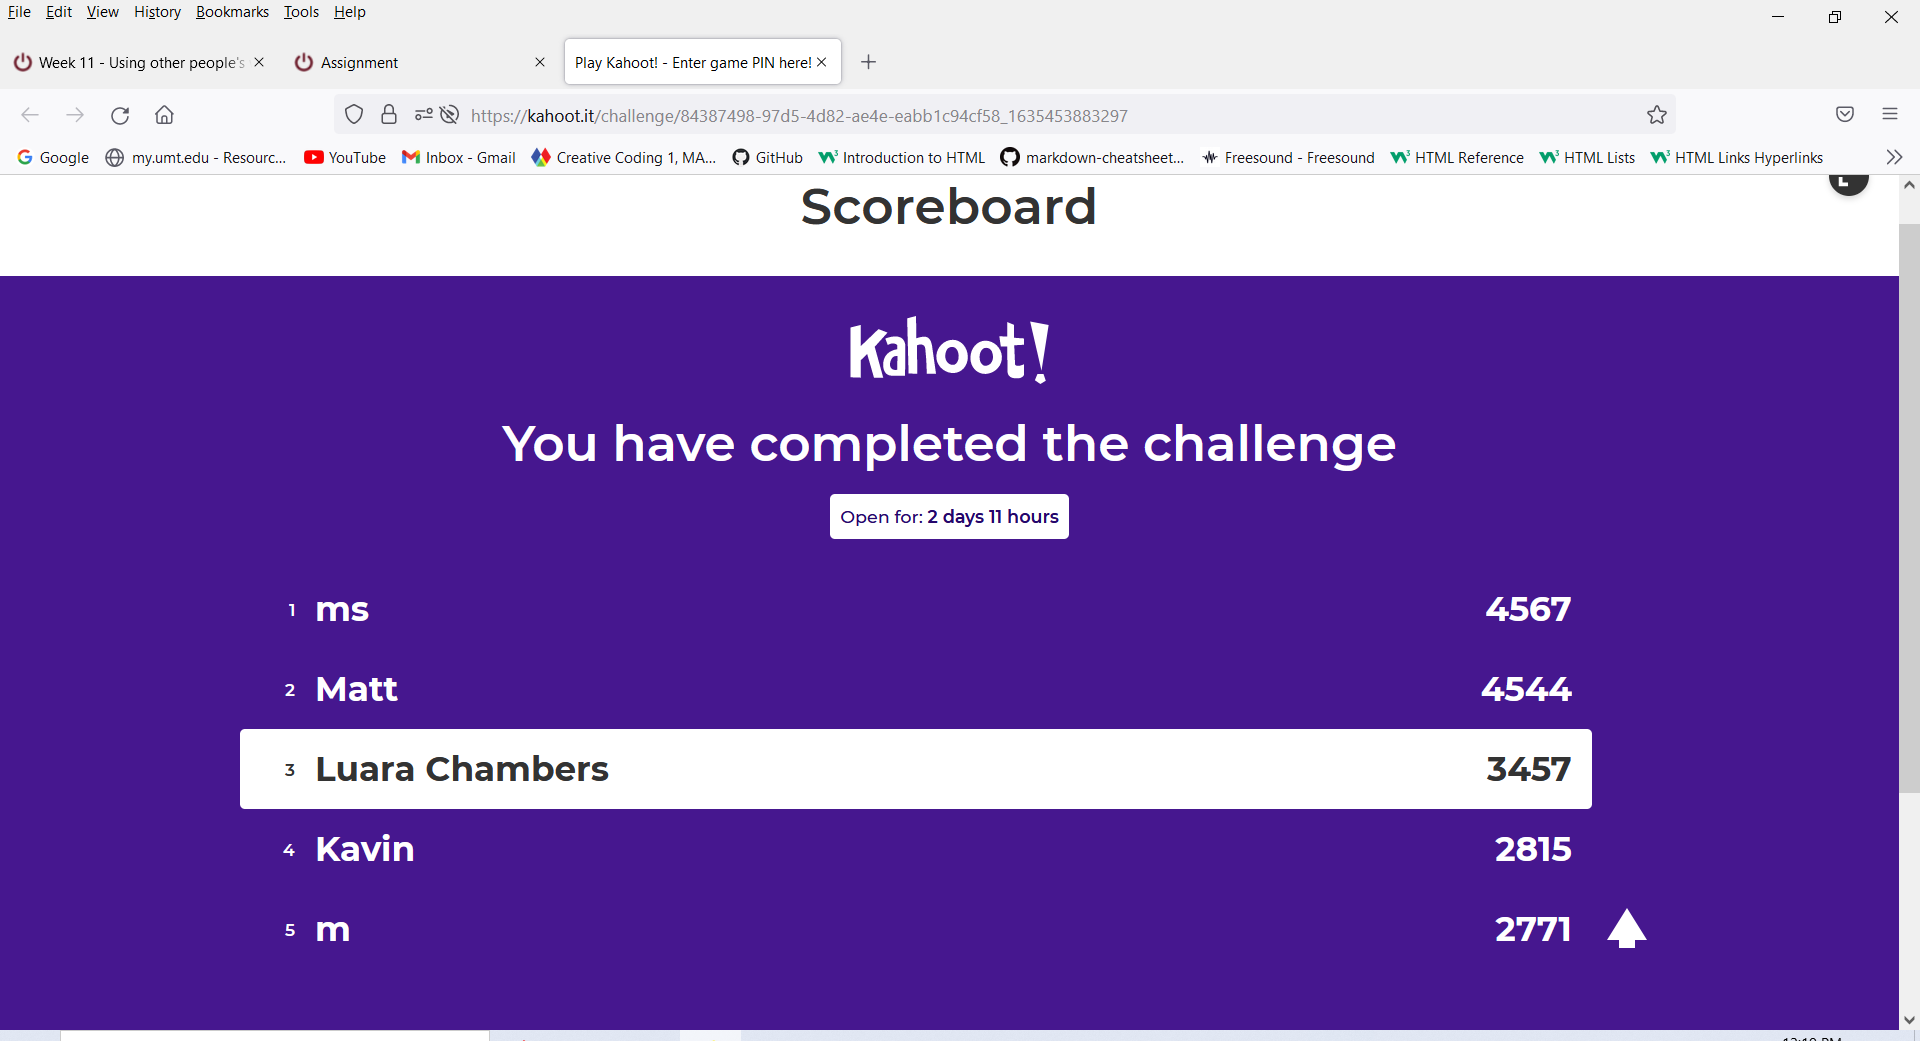 File Edit View History Bookmarks Tools Help
Week 11 - Using other people's
Assignment
Play Kahoot! - Enter game PIN here!
https://kahoot.it/challenge/84387498-97d5-4d82-ae4e-eabb1c94cf58_1635453883297
Google my.umt.edu - Resourc... YouTube Inbox - Gmail Creative Coding 1, MA... GitHub Introduction to HTML markdown-cheatsheet... Freesound - Freesound HTML Reference HTML Lists HTML Links Hyperlinks
Scoreboard
Kahoot!
You have completed the challenge
Open for: 2 days 11 hours
1 ms 4567
2 Matt 4544
3 Luara Chambers 3457
4 Kavin 2815
5 m 2771